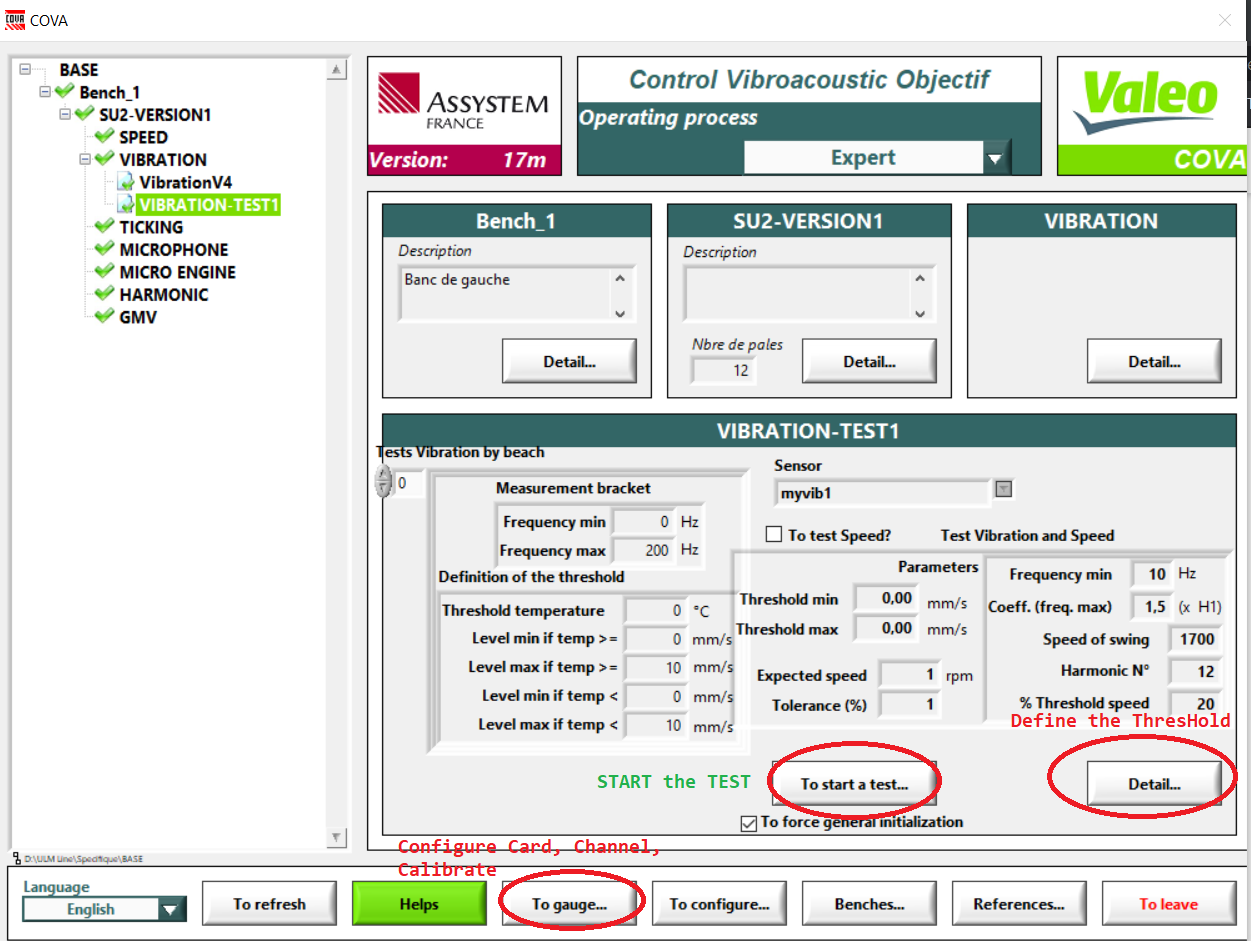 COVA
BASE
Bench_1
SU2-VERSION1
SPEED
VIBRATION
VibrationV4
VIBRATION-TEST1
TICKING
MICROPHONE
MICRO ENGINE
HARMONIC
GMV
D:\ULM Line\Specifique\BASE
ASSYSTEM
FRANCE
Version: 17m
Control Vibroacoustic Objectif
Operating process
Expert
Valeo
COVA
Bench_1
Description
Banc de gauche
Detail...
SU2-VERSION1
Description
Nbre de pales
12
Detail...
VIBRATION
Detail...
VIBRATION-TEST1
Tests Vibration by beach
0
Measurement bracket
Frequency min 0 Hz
Frequency max 200 Hz
Definition of the threshold
Threshold temperature 0 °C
Level min if temp >= 0 mm/s
Level max if temp >= 10 mm/s
Level min if temp < 0 mm/s
Level max if temp < 10 mm/s
Sensor
myvib1
To test Speed?
Test Vibration and Speed
Parameters
Threshold min 0,00 mm/s
Threshold max 0,00 mm/s
Expected speed 1 rpm
Tolerance (%) 1
Frequency min 10 Hz
Coeff. (freq. max) 1,5 (x H1)
Speed of swing 1700
Harmonic N° 12
% Threshold speed 20
Define the ThresHold
START the TEST
To start a test...
Detail...
To force general initialization
Configure Card, Channel,
Calibrate
Language
English
To refresh
Helps
To gauge...
To configure...
Benches...
References...
To leave